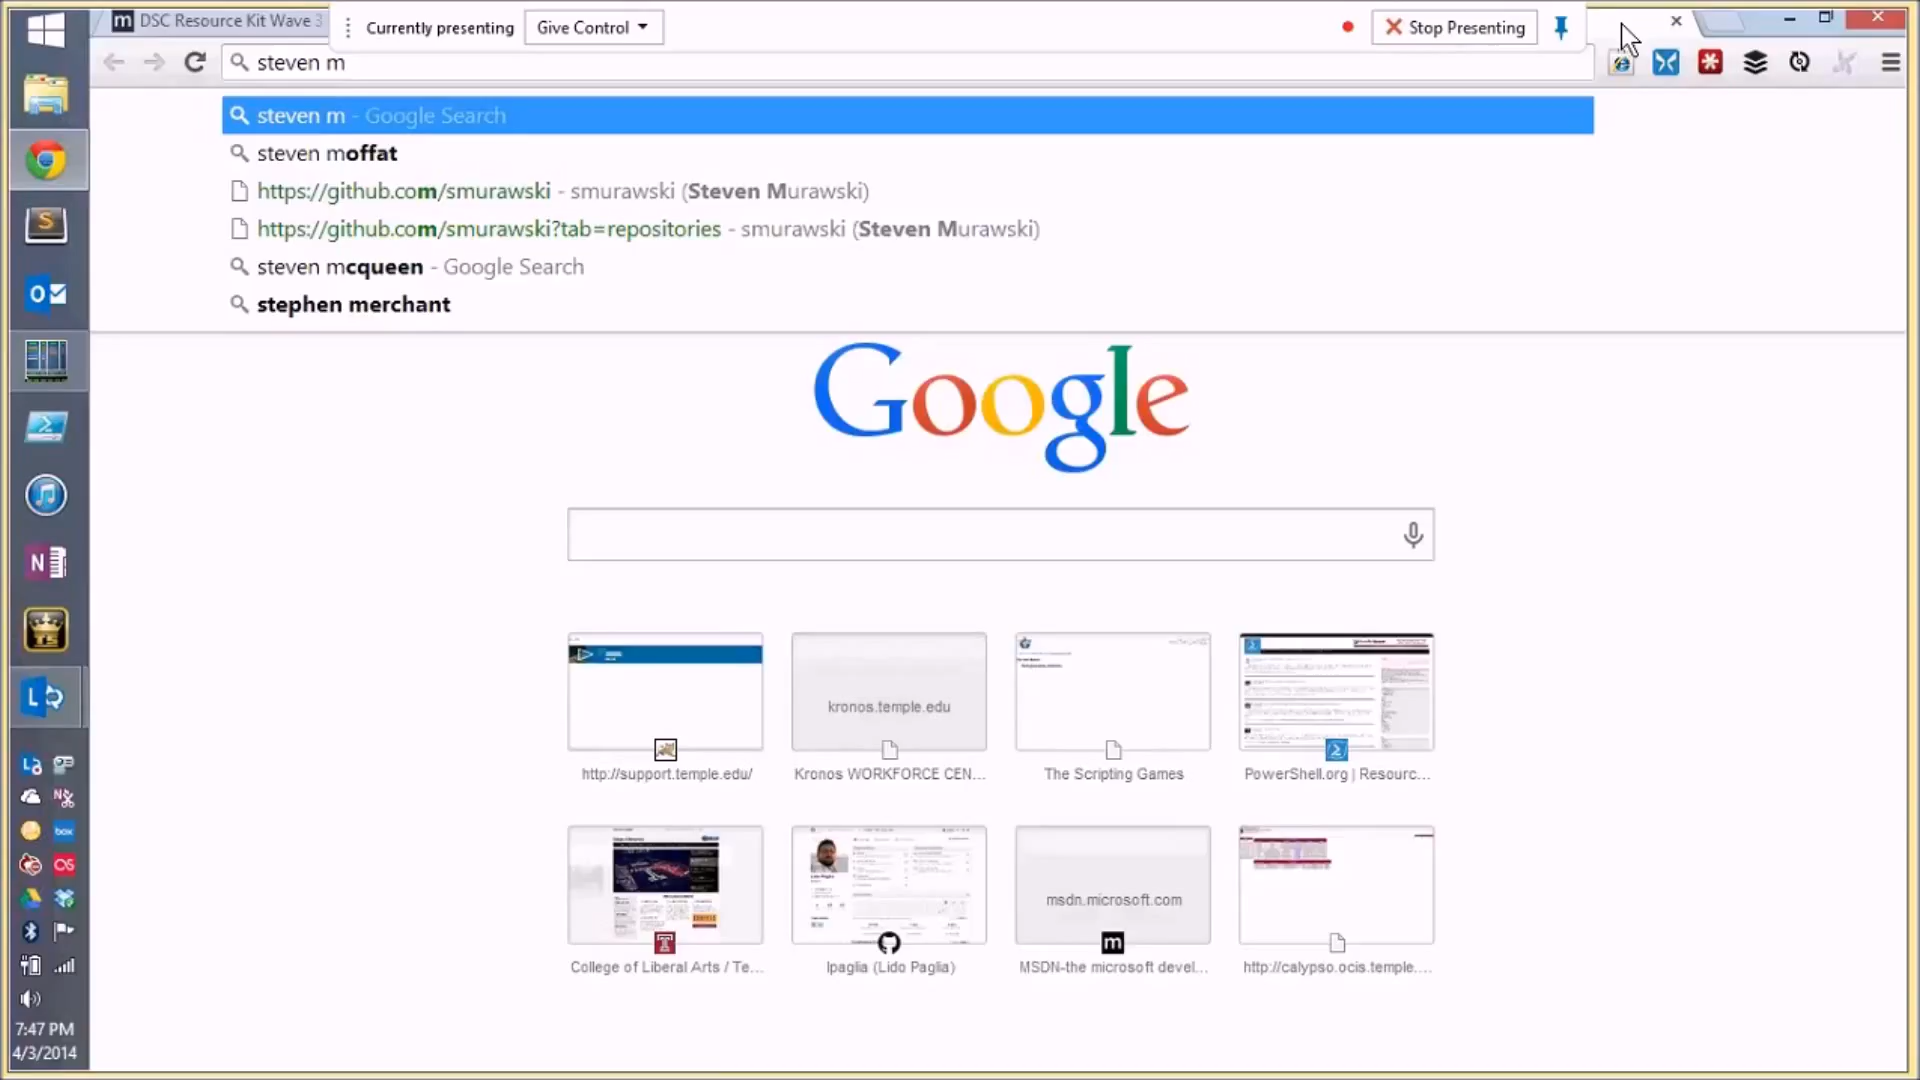 DSC Resource Kit Wave 3
Currently presenting
Give Control
Stop Presenting
steven m
steven m - Google Search
steven moffat
https://github.com/smurawski - smurawski (Steven Murawski)
https://github.com/smurawski?tab=repositories - smurawski (Steven Murawski)
steven mcqueen - Google Search
stephen merchant
Google
kronos.temple.edu
http://support.temple.edu/
Kronos WORKFORCE CEN...
The Scripting Games
PowerShell.org | Resourc...
msdn.microsoft.com
College of Liberal Arts / Te...
lpaglia (Lido Paglia)
MSDN-the microsoft devel...
http://calypso.ocis.temple....
box
7:47 PM
4/3/2014